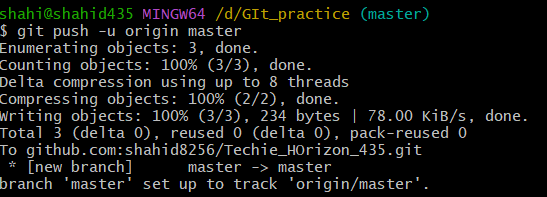 shahi@shahid435 MINGW64 /d/GIt_practice (master)
$ git push -u origin master
Enumerating objects: 3, done.
Counting objects: 100% (3/3), done.
Delta compression using up to 8 threads
Compressing objects: 100% (2/2), done.
Writing objects: 100% (3/3), 234 bytes | 78.00 KiB/s, done.
Total 3 (delta 0), reused 0 (delta 0), pack-reused 0
To github.com:shahid8256/Techie_HOrizon_435.git
 * [new branch]      master -> master
branch 'master' set up to track 'origin/master'.